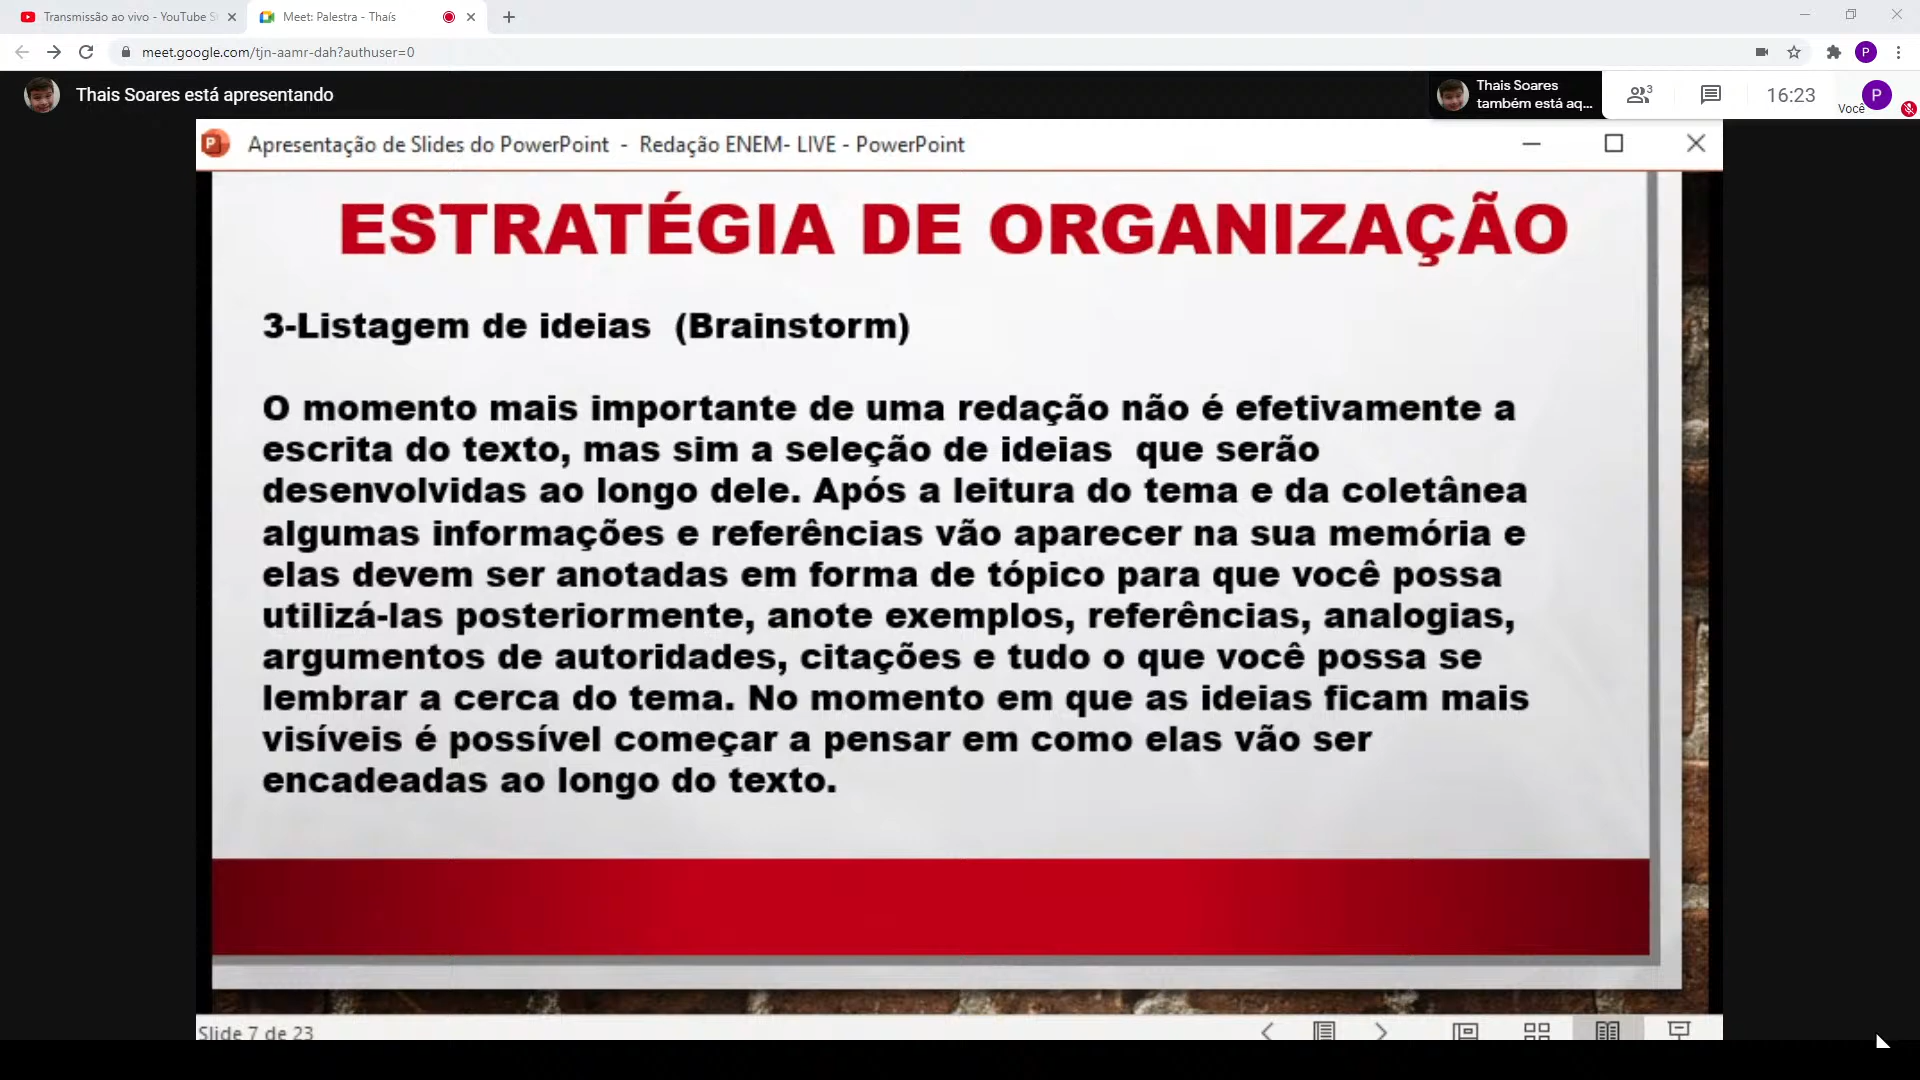 Transmissão ao vivo - YouTube S
Meet: Palestra - Thaís
meet.google.com/tjn-aamr-dah?authuser=0
P
Thais Soares está apresentando
Thais Soares
também está aq...
3
16:23
Você
P
Apresentação de Slides do PowerPoint - Redação ENEM- LIVE - PowerPoint
ESTRATÉGIA DE ORGANIZAÇÃO
3-Listagem de ideias (Brainstorm)
O momento mais importante de uma redação não é efetivamente a
escrita do texto, mas sim a seleção de ideias que serão
desenvolvidas ao longo dele. Após a leitura do tema e da coletânea
algumas informações e referências vão aparecer na sua memória e
elas devem ser anotadas em forma de tópico para que você possa
utilizá-las posteriormente, anote exemplos, referências, analogias,
argumentos de autoridades, citações e tudo o que você possa se
lembrar a cerca do tema. No momento em que as ideias ficam mais
visíveis é possível começar a pensar em como elas vão ser
encadeadas ao longo do texto.
Slide 7 de 23